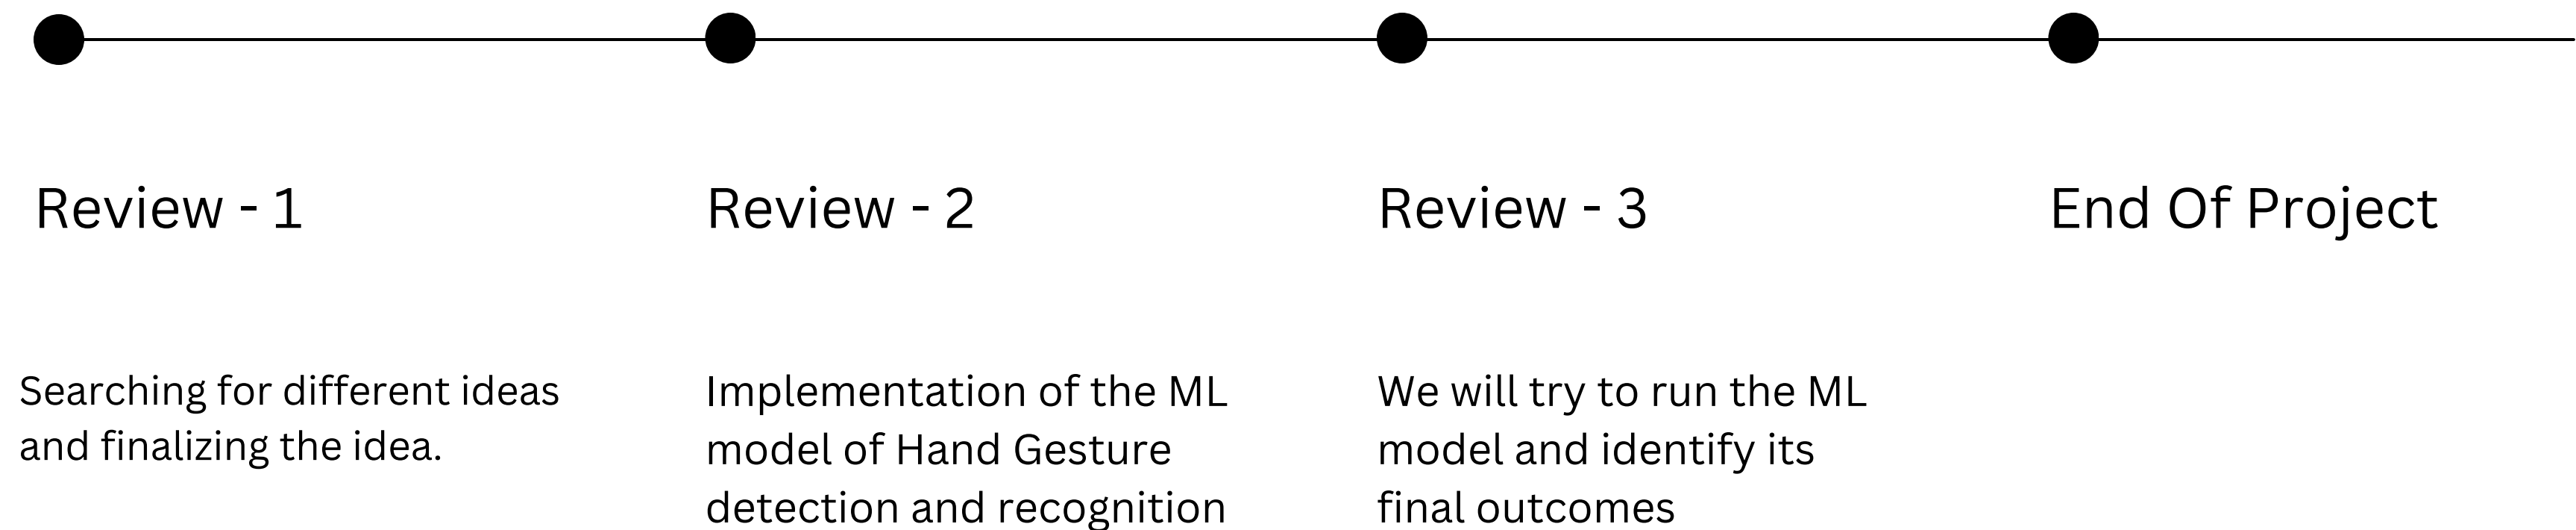 Review - 1
Review - 2
Review - 3
End Of Project
Searching for different ideas
and finalizing the idea.
Implementation of the ML
model of Hand Gesture
detection and recognition
We will try to run the ML
model and identify its
final outcomes